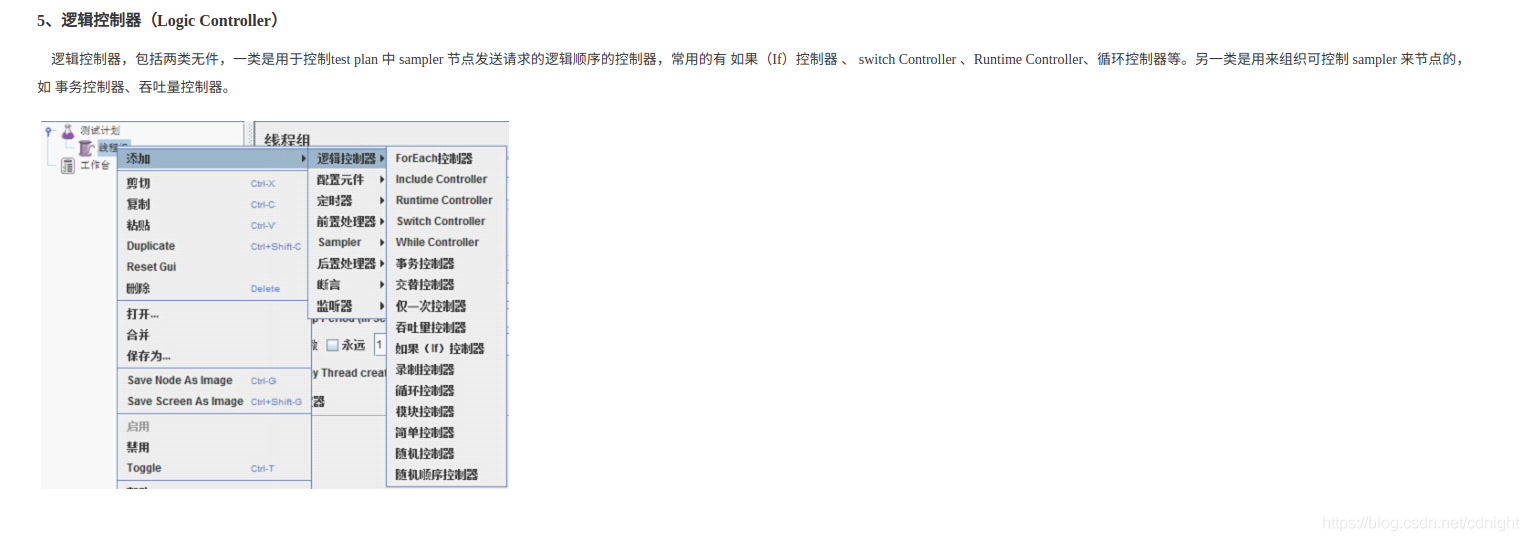 5、逻辑控制器（Logic Controller）
逻辑控制器，包括两类无件，一类是用于控制test plan 中 sampler 节点发送请求的逻辑顺序的控制器，常用的有 如果（If）控制器 、 switch Controller 、Runtime Controller、循环控制器等。另一类是用来组织可控制 sampler 来节点的，
如 事务控制器、吞吐量控制器。
测试计划
线程
工作台
线程组
添加
剪切 Ctrl-X
复制 Ctrl-C
粘贴 Ctrl-V
Duplicate Ctrl+Shift-C
Reset Gui
删除 Delete
打开...
合并
保存为...
Save Node As Image Ctrl-G
Save Screen As Image Ctrl+Shift-G
启用
禁用
Toggle Ctrl-T
逻辑控制器
配置元件
定时器
前置处理器
Sampler
后置处理器
断言
监听器
永远 1
y Thread creat
器
ForEach控制器
Include Controller
Runtime Controller
Switch Controller
While Controller
事务控制器
交替控制器
仅一次控制器
吞吐量控制器
如果（If）控制器
录制控制器
循环控制器
模块控制器
简单控制器
随机控制器
随机顺序控制器
https://blog.csdn.net/cdnight